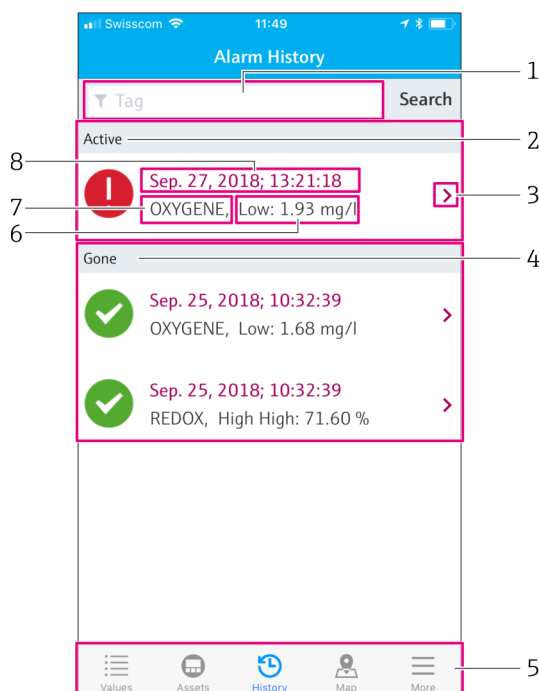 Swisscom 11:49
Alarm History
1
Tag Search
Active
2
8
Sep. 27, 2018; 13:21:18
3
7
OXYGENE, Low: 1.93 mg/l
6
Gone
4
Sep. 25, 2018; 10:32:39
OXYGENE, Low: 1.68 mg/l
Sep. 25, 2018; 10:32:39
REDOX, High High: 71.60 %
5
Values Assets History Map More